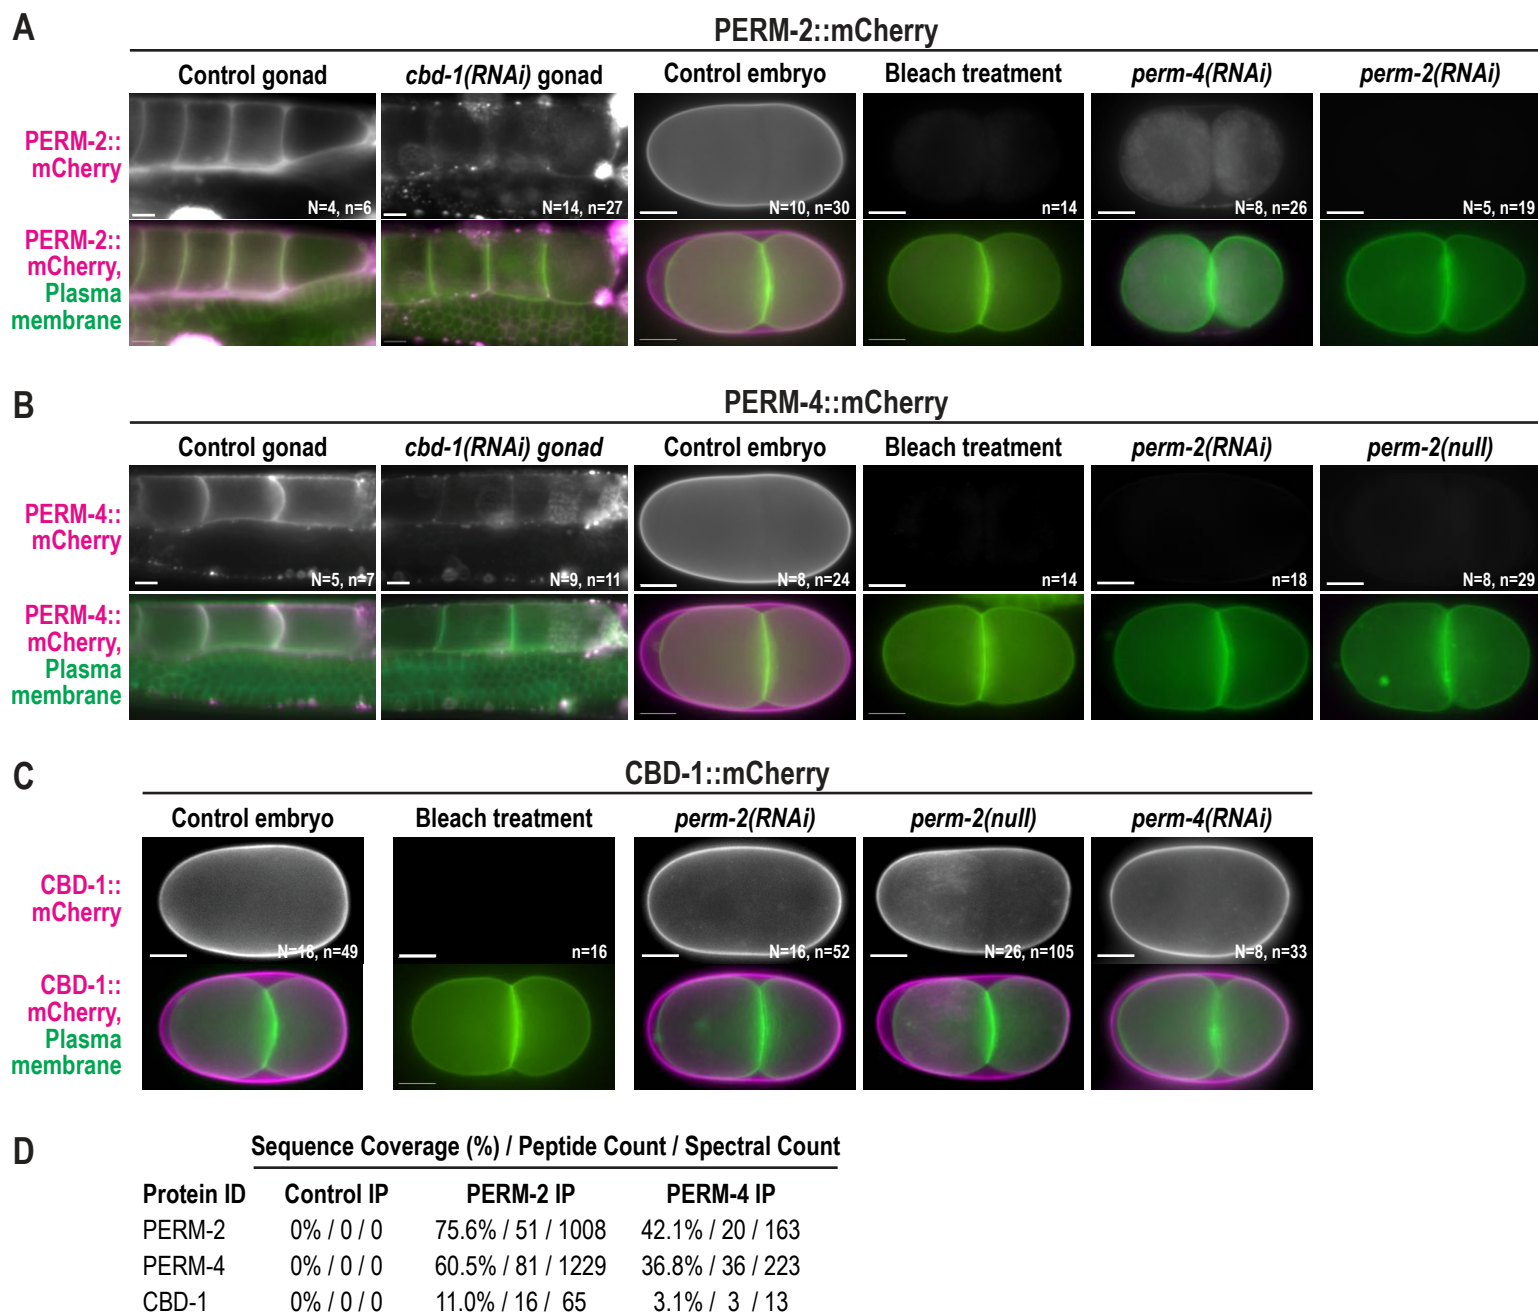 A
PERM-2::mCherry
Control gonad
cbd-1(RNAi) gonad
Control embryo
Bleach treatment
perm-4(RNAi)
perm-2(RNAi)
PERM-2::
mCherry
N=4, n=6
N=14, n=27
N=10, n=30
n=14
N=8, n=26
N=5, n=19
PERM-2::
mCherry,
Plasma
membrane
B
PERM-4::mCherry
Control gonad
cbd-1(RNAi) gonad
Control embryo
Bleach treatment
perm-2(RNAi)
perm-2(null)
PERM-4::
mCherry
N=5, n=7
N=9, n=11
N=8, n=24
n=14
n=18
N=8, n=29
PERM-4::
mCherry,
Plasma
membrane
C
CBD-1::mCherry
Control embryo
Bleach treatment
perm-2(RNAi)
perm-2(null)
perm-4(RNAi)
CBD-1::
mCherry
N=18, n=49
n=16
N=16, n=52
N=26, n=105
N=8, n=33
CBD-1::
mCherry,
Plasma
membrane
D
Sequence Coverage (%) / Peptide Count / Spectral Count
Protein ID Control IP PERM-2 IP PERM-4 IP
PERM-2 0% / 0 / 0 75.6% / 51 / 1008 42.1% / 20 / 163
PERM-4 0% / 0 / 0 60.5% / 81 / 1229 36.8% / 36 / 223
CBD-1 0% / 0 / 0 11.0% / 16 / 65 3.1% / 3 / 13